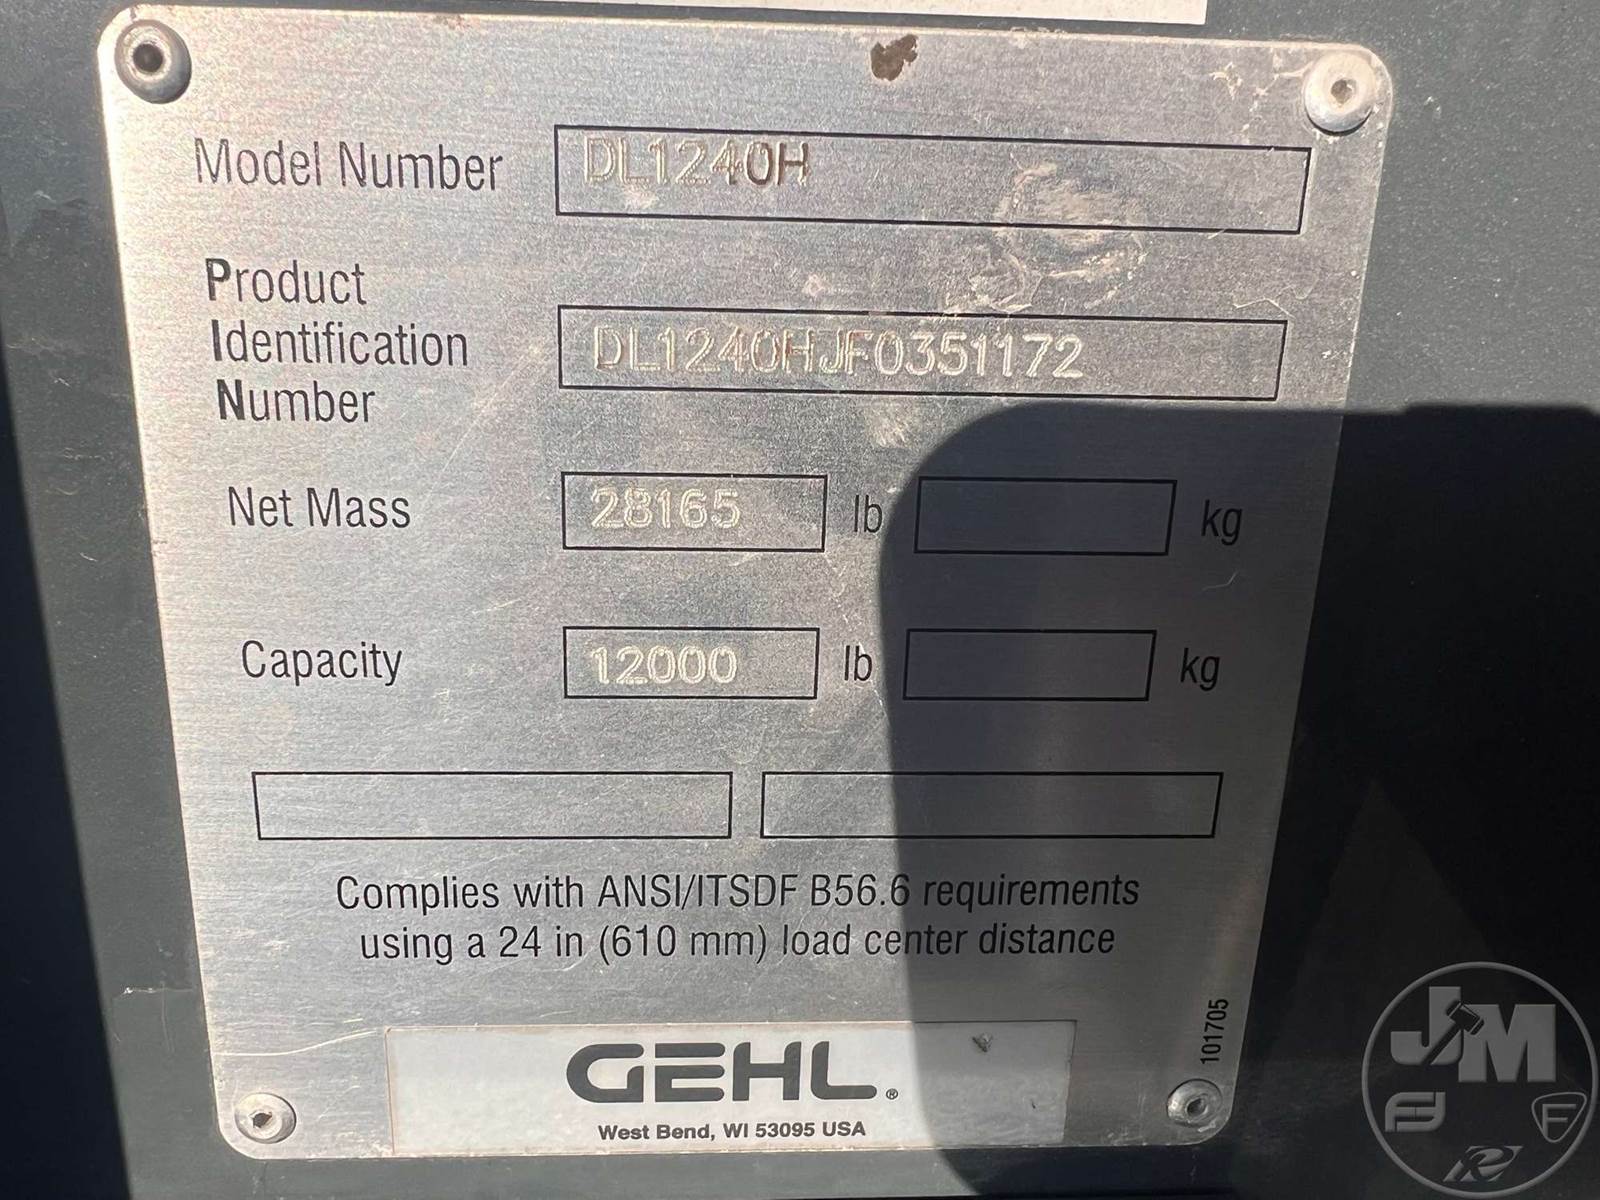 Model Number DL1240H
Product
Identification
Number
DL1240HJF0351172
Net Mass 28165 lb kg
Capacity 12000 lb kg
Complies with ANSI/ITSDF B56.6 requirements
using a 24 in (610 mm) load center distance
101705
GEHL®
West Bend, WI 53095 USA
JM
F